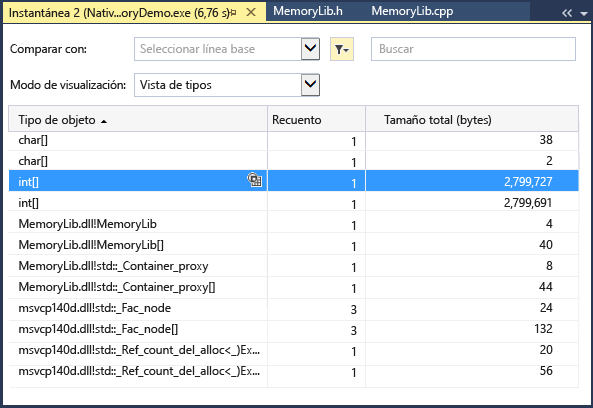 Instantánea 2 (Nativ...oryDemo.exe (6,76 s) MemoryLib.h MemoryLib.cpp
Comparar con: Seleccionar línea base Buscar
Modo de visualización: Vista de tipos
Tipo de objeto Recuento Tamaño total (bytes)
char[] 1 38
char[] 1 2
int[] 1 2,799,727
int[] 1 2,799,691
MemoryLib.dll!MemoryLib 1 4
MemoryLib.dll!MemoryLib[] 1 40
MemoryLib.dll!std::_Container_proxy 1 8
MemoryLib.dll!std::_Container_proxy[] 1 44
msvcp140d.dll!std::_Fac_node 3 24
msvcp140d.dll!std::_Fac_node[] 3 132
msvcp140d.dll!std::_Ref_count_del_alloc<_)Ex... 1 20
msvcp140d.dll!std::_Ref_count_del_alloc<_)Ex... 1 56